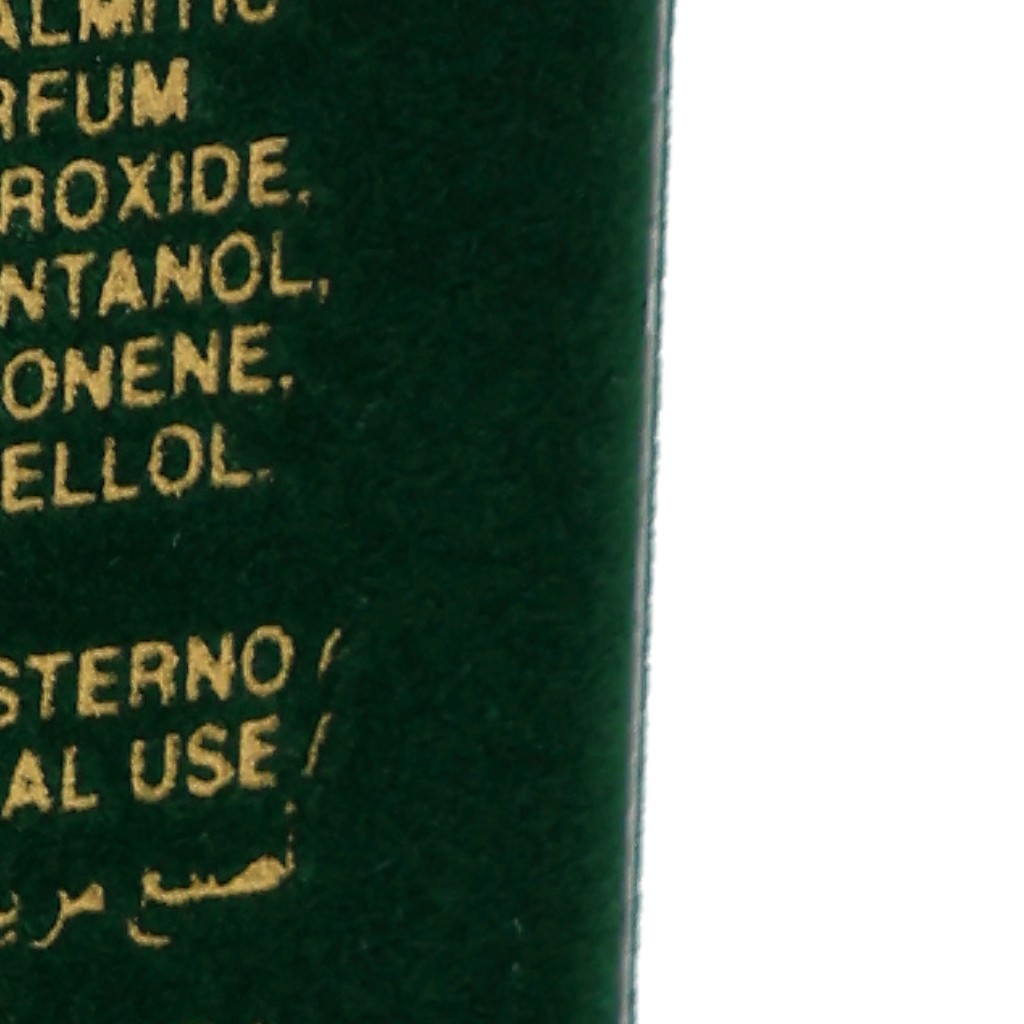 ALMITIC
RFUM
ROXIDE,
NTANOL,
ONENE,
ELLOL.
STERNO /
AL USE /